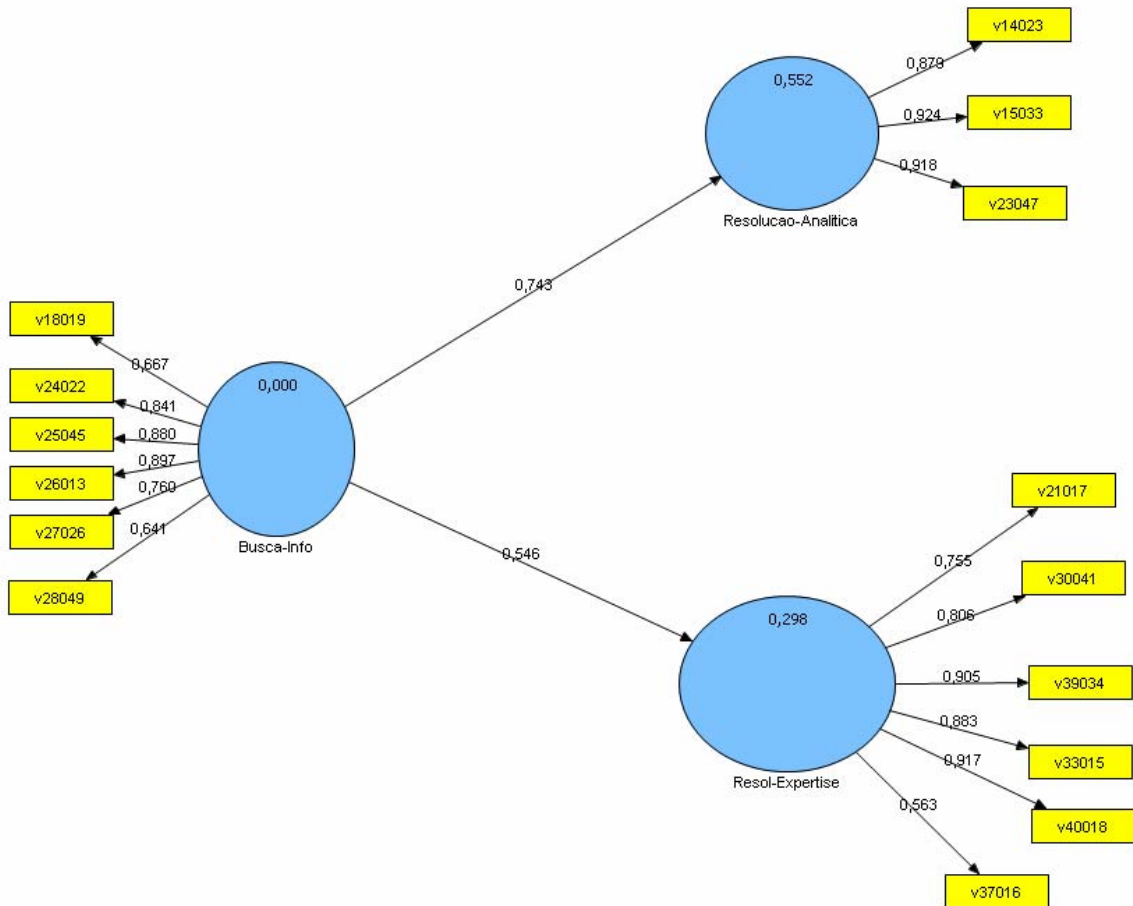 v14023
0,879
0,552
0,924
v15033
0,918
v23047
Resolucao-Analitica
0,743
v18019
0,667
v24022
0,841
0,000
v25045
0,880
v26013
0,897
0,760
v27026
0,641
Busca-Info
v28049
0,546
v21017
0,755
v30041
0,806
0,298
0,905
v39034
0,883
v33015
Resol-Expertise
0,917
0,563
v40018
v37016